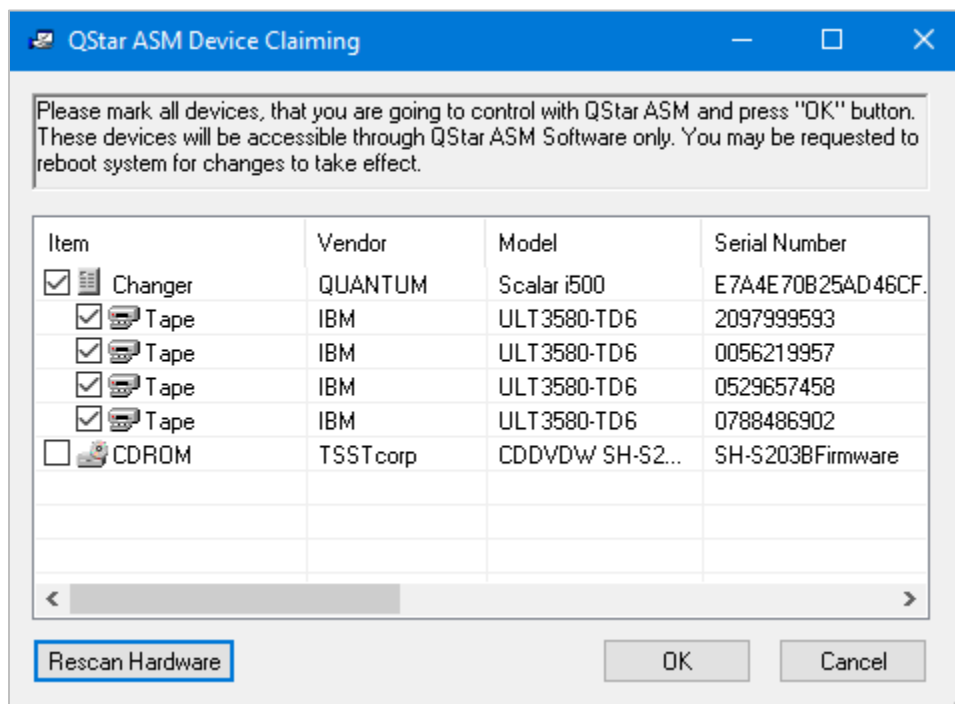 QStar ASM Device Claiming
Please mark all devices, that you are going to control with QStar ASM and press "OK" button.
These devices will be accessible through QStar ASM Software only. You may be requested to
reboot system for changes to take effect.
Item Vendor Model Serial Number
Changer QUANTUM Scalar i500 E7A4E70B25AD46CF.
Tape IBM ULT3580-TD6 2097999593
Tape IBM ULT3580-TD6 0056219957
Tape IBM ULT3580-TD6 0529657458
Tape IBM ULT3580-TD6 0788486902
CDROM TSSTcorp CDDVDW SH-S2... SH-S203BFirmware
Rescan Hardware OK Cancel